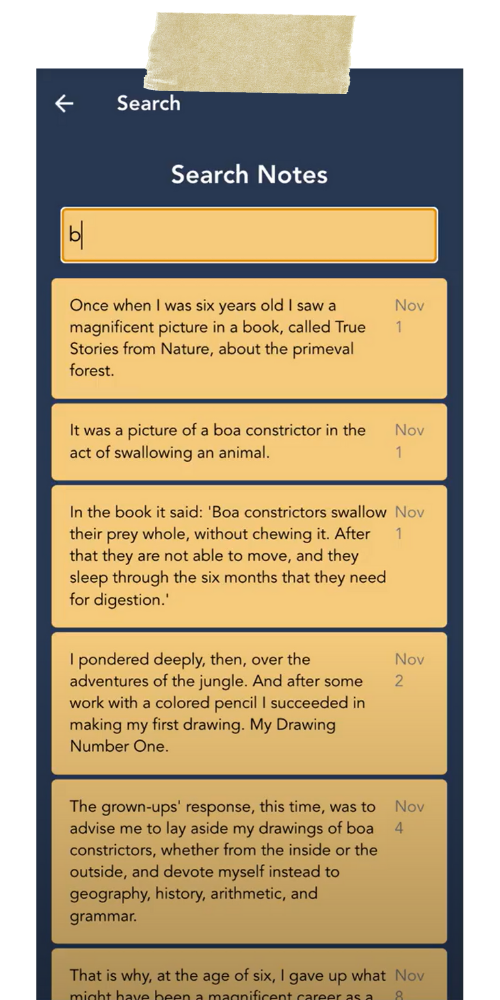 Search
Search Notes
b
Once when I was six years old I saw a
magnificent picture in a book, called True
Stories from Nature, about the primeval
forest.
Nov
1
It was a picture of a boa constrictor in the
act of swallowing an animal.
Nov
1
In the book it said: 'Boa constrictors swallow
their prey whole, without chewing it. After
that they are not able to move, and they
sleep through the six months that they need
for digestion.'
Nov
1
I pondered deeply, then, over the
adventures of the jungle. And after some
work with a colored pencil I succeeded in
making my first drawing. My Drawing
Number One.
Nov
2
The grown-ups' response, this time, was to
advise me to lay aside my drawings of boa
constrictors, whether from the inside or the
outside, and devote myself instead to
geography, history, arithmetic, and
grammar.
Nov
4
That is why, at the age of six, I gave up what
might have been a magnificent career as a
Nov
8